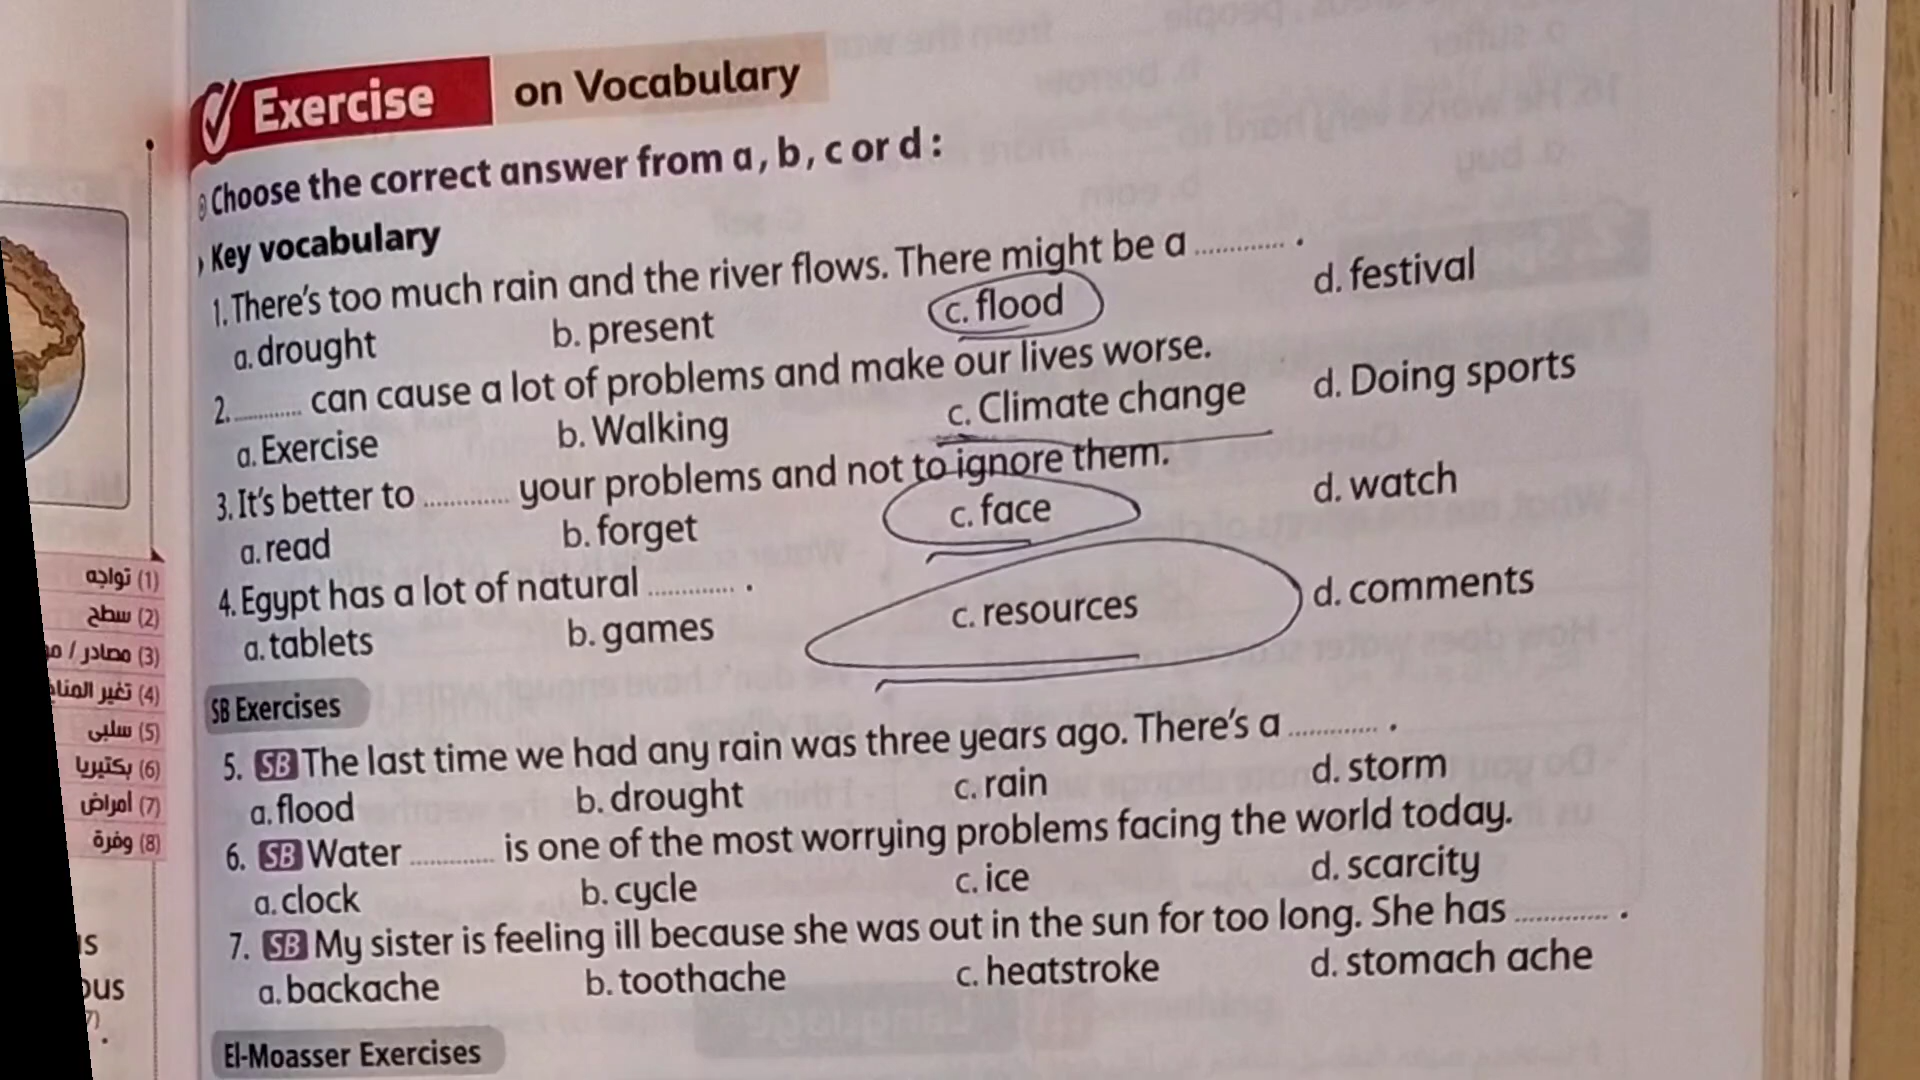 Exercise on Vocabulary
Choose the correct answer from a, b, c or d :
Key vocabulary
1. There's too much rain and the river flows. There might be a ............ .
a. drought b. present c. flood d. festival
2. ............ can cause a lot of problems and make our lives worse.
a. Exercise b. Walking c. Climate change d. Doing sports
3. It's better to ............ your problems and not to ignore them.
a. read b. forget c. face d. watch
4. Egypt has a lot of natural ............ .
a. tablets b. games c. resources d. comments
SB Exercises
5. SB The last time we had any rain was three years ago. There's a ............ .
a. flood b. drought c. rain d. storm
6. SB Water ............ is one of the most worrying problems facing the world today.
a. clock b. cycle c. ice d. scarcity
7. SB My sister is feeling ill because she was out in the sun for too long. She has ............ .
a. backache b. toothache c. heatstroke d. stomach ache
El-Moasser Exercises
(1) تواجه
(2) سطح
(3) مصادر /
(4) تغير
(5) سلبى
(6) بكتيريا
(7) أمراض
(8) وفرة